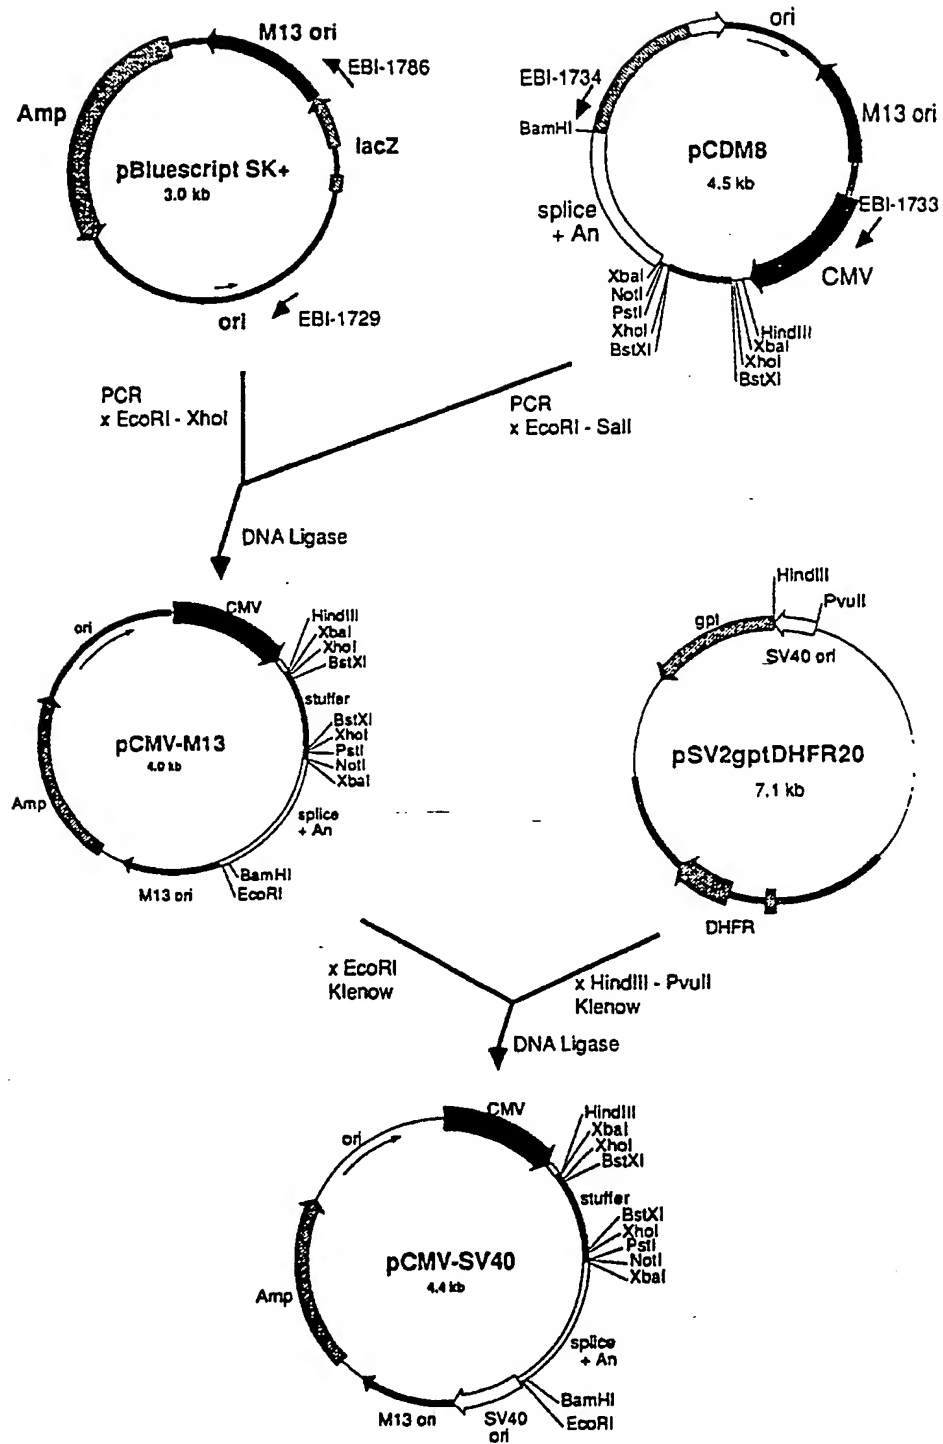 M13 ori
EBI-1786
Amp
lacZ
pBluescript SK+
3.0 kb
ori
EBI-1729
ori
EBI-1734
BamHI
M13 ori
pCDM8
4.5 kb
EBI-1733
splice
+ An
CMV
XbaI
NotI
PstI
XhoI
BstXI
HindIII
XbaI
XhoI
BstXI
PCR
x EcoRI - XhoI
PCR
x EcoRI - SalI
DNA Ligase
CMV
ori
HindIII
XbaI
XhoI
BstXI
stuffer
BstXI
XhoI
PstI
NotI
XbaI
pCMV-M13
4.0 kb
Amp
splice
+ An
BamHI
EcoRI
M13 ori
HindIII
PvuII
gpt
SV40 ori
pSV2gptDHFR20
7.1 kb
DHFR
x EcoRI
Klenow
x HindIII - PvuII
Klenow
DNA Ligase
CMV
ori
HindIII
XbaI
XhoI
BstXI
stuffer
BstXI
XhoI
PstI
NotI
XbaI
pCMV-SV40
4.4 kb
Amp
splice
+ An
BamHI
EcoRI
M13 ori
SV40
ori